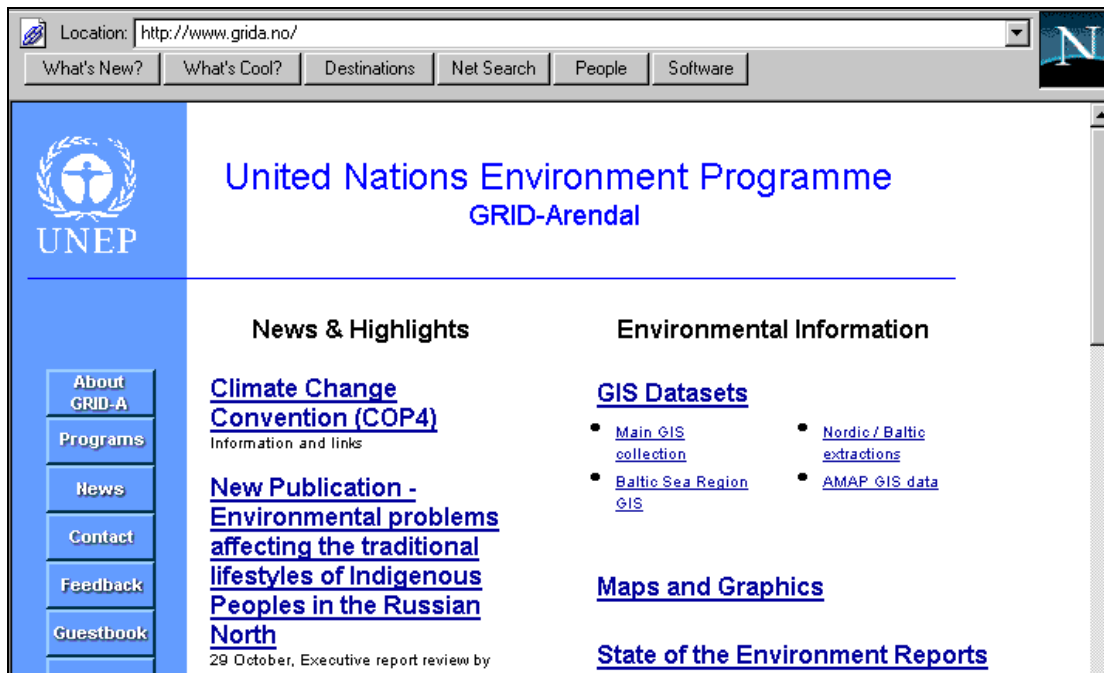 Location: http://www.grida.no/
What's New? What's Cool? Destinations Net Search People Software
N
UNEP
United Nations Environment Programme
GRID-Arendal
About
GRID-A
Programs
News
Contact
Feedback
Guestbook
News & Highlights
Climate Change
Convention (COP4)
Information and links
New Publication -
Environmental problems
affecting the traditional
lifestyles of Indigenous
Peoples in the Russian
North
29 October, Executive report review by
Environmental Information
GIS Datasets
Main GIS
collection
Baltic Sea Region
GIS
Nordic / Baltic
extractions
AMAP GIS data
Maps and Graphics
State of the Environment Reports